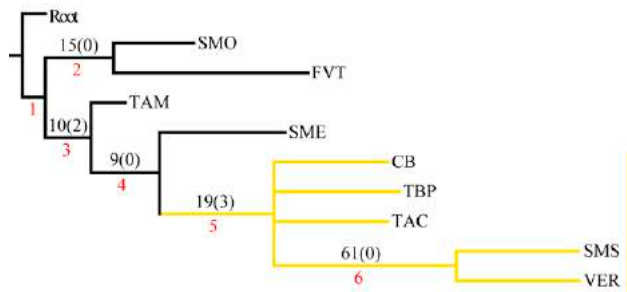 Root
15(0)
SMO
2
FVT
1
10(2)
TAM
3
SME
9(0)
4
CB
19(3)
TBP
5
TAC
61(0)
SMS
6
VER